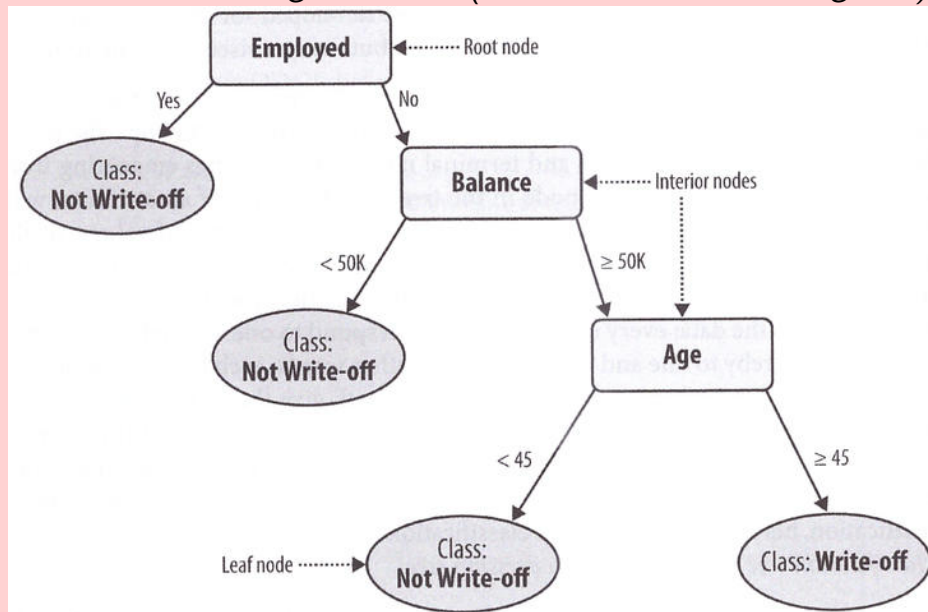 Employed
Root node
Yes
No
Class:
Not Write-off
Balance
Interior nodes
< 50K
≥ 50K
Class:
Not Write-off
Age
< 45
≥ 45
Leaf node
Class:
Not Write-off
Class: Write-off